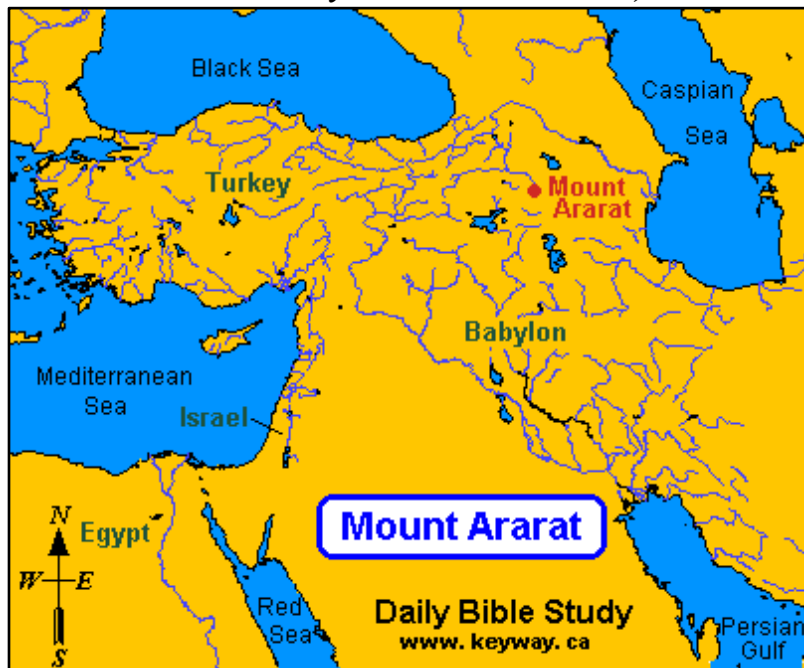 Black Sea
Caspian
Sea
Turkey
Mount
Ararat
Babylon
Mediterranean
Sea
Israel
N
W E
S
Egypt
Mount Ararat
Red
Sea
Daily Bible Study
www. keyway. ca
Persian
Gulf